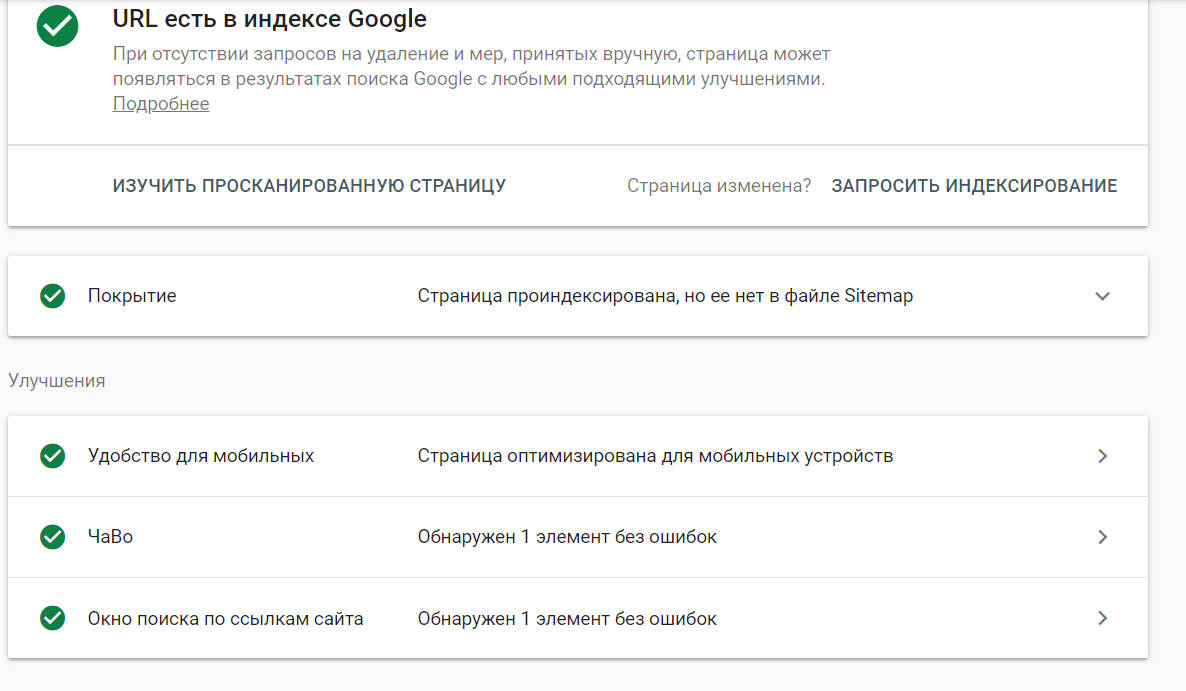 URL есть в индексе Google
При отсутствии запросов на удаление и мер, принятых вручную, страница может
появляться в результатах поиска Google с любыми подходящими улучшениями.
Подробнее
ИЗУЧИТЬ ПРОСКАНИРОВАННУЮ СТРАНИЦУ Страница изменена? ЗАПРОСИТЬ ИНДЕКСИРОВАНИЕ
Покрытие Страница проиндексирована, но ее нет в файле Sitemap
Улучшения
Удобство для мобильных Страница оптимизирована для мобильных устройств
ЧаВо Обнаружен 1 элемент без ошибок
Окно поиска по ссылкам сайта Обнаружен 1 элемент без ошибок